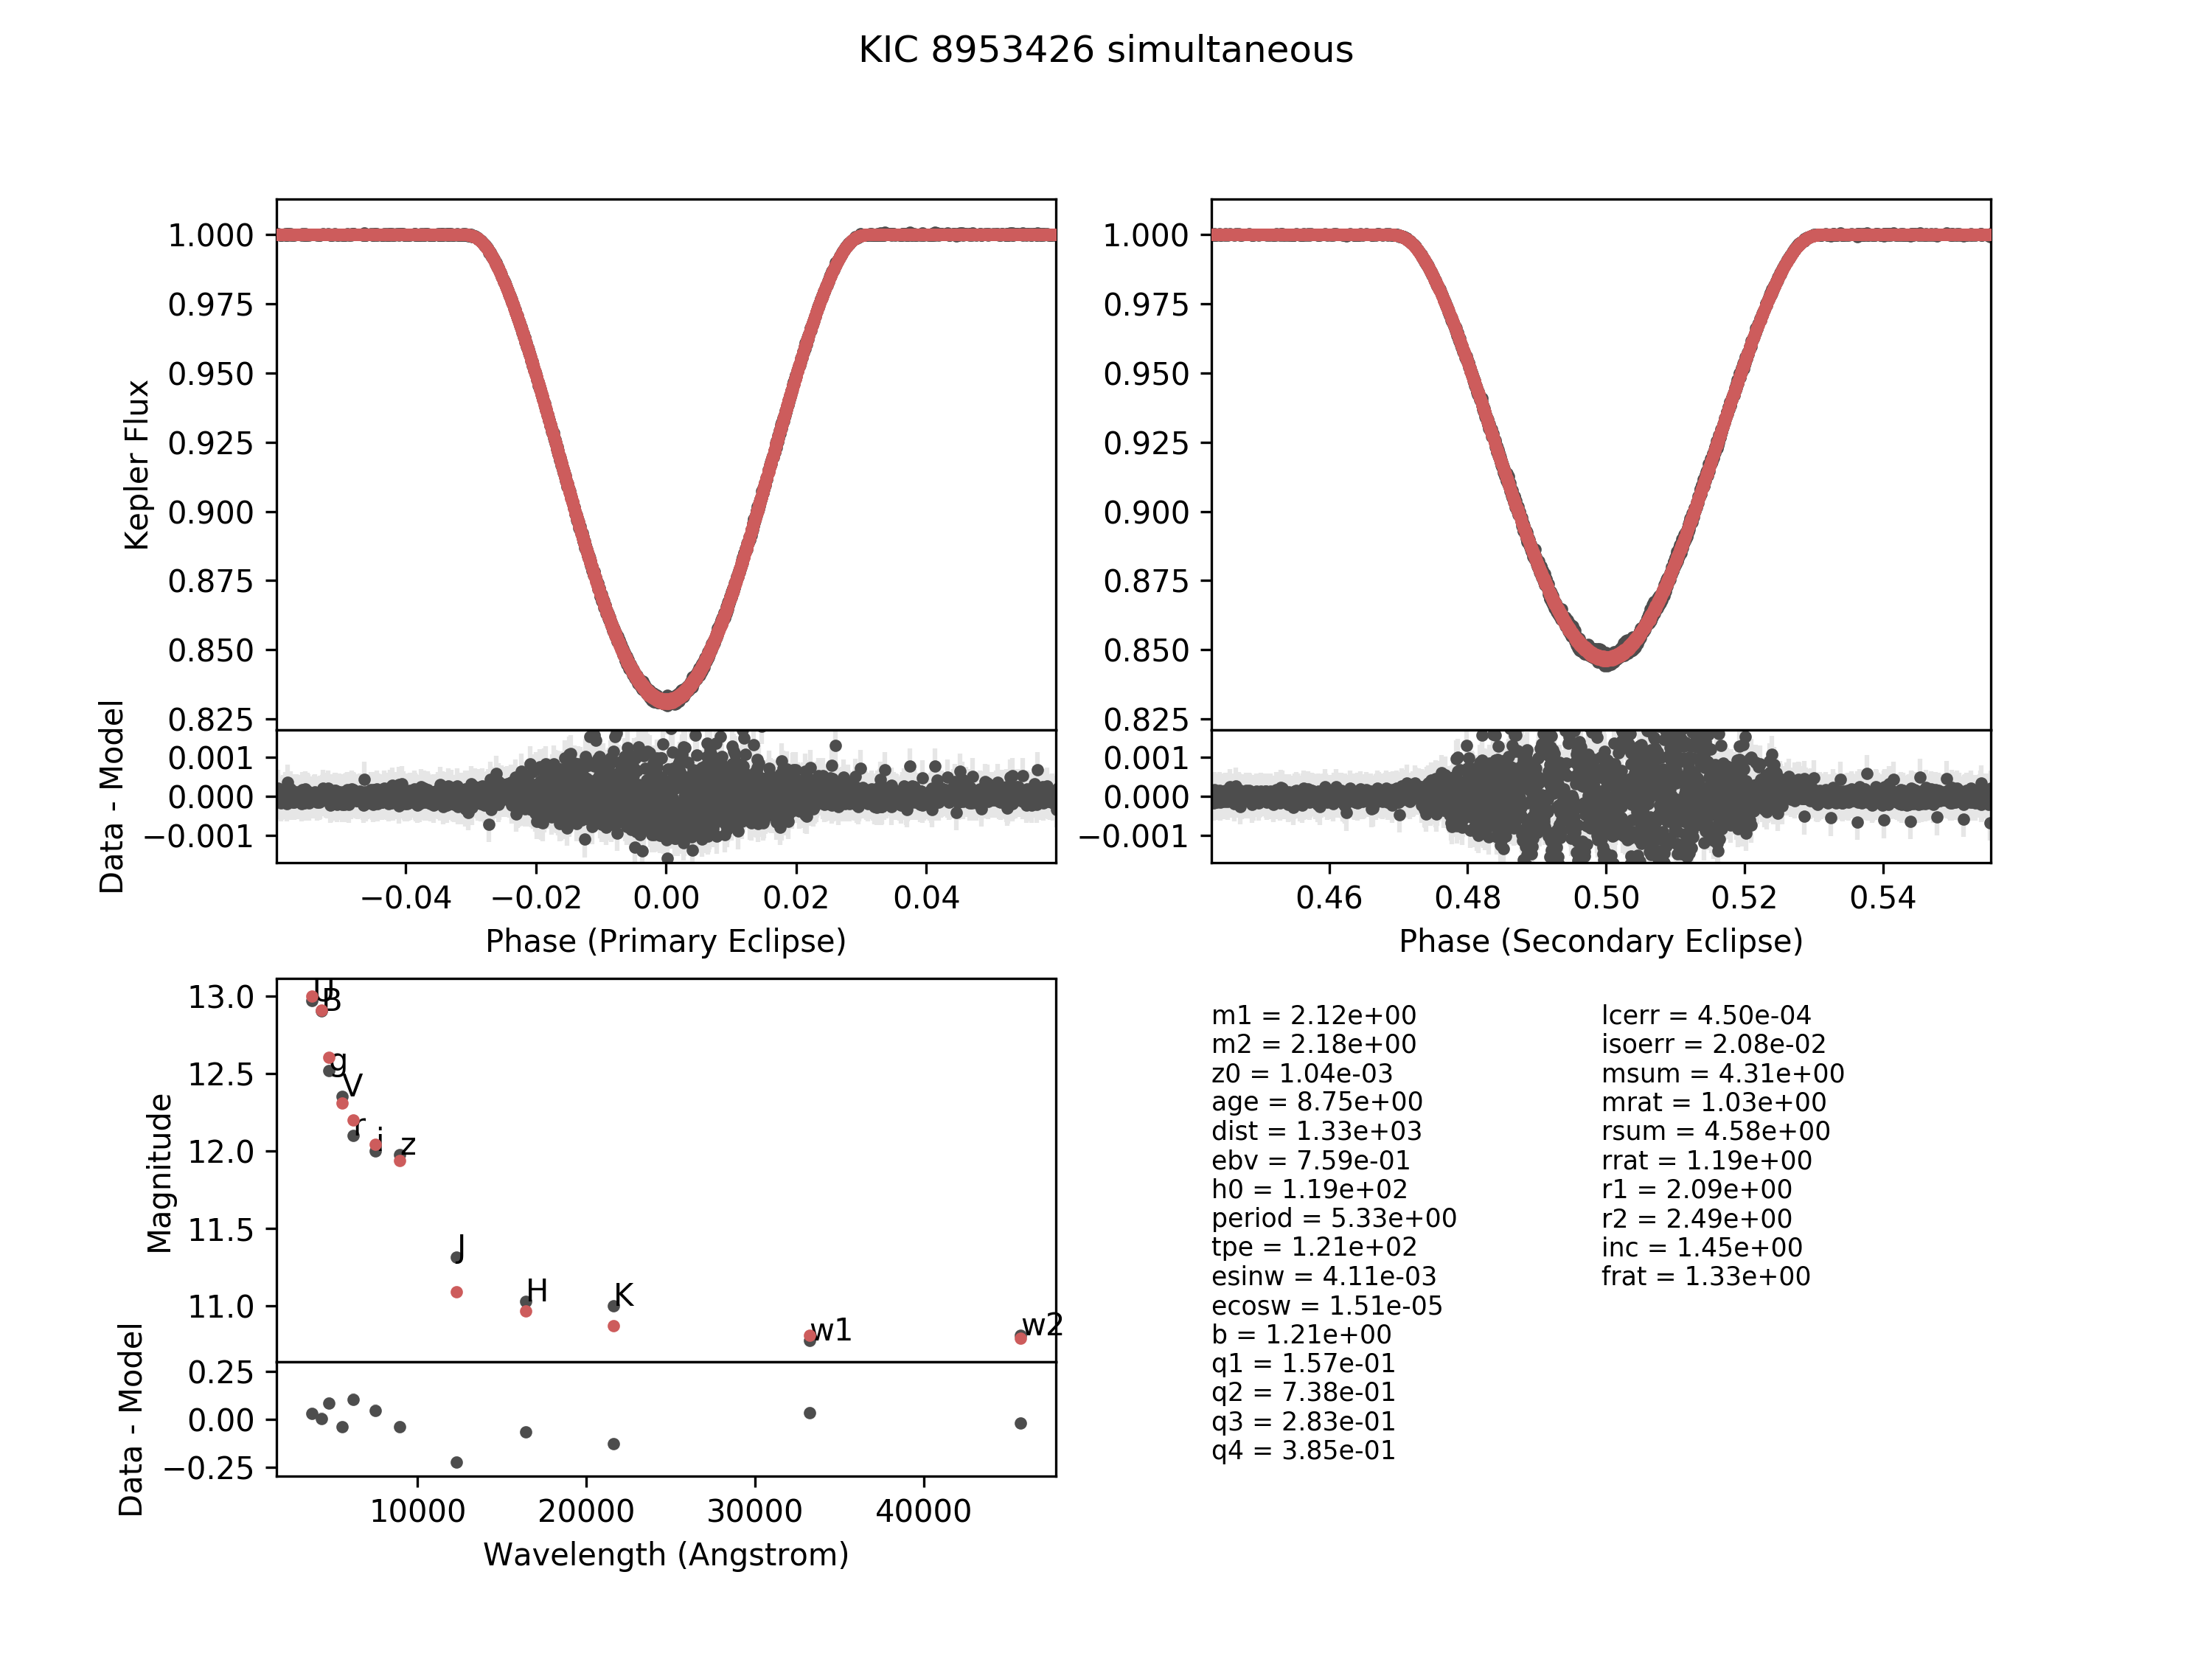 KIC 8953426 simultaneous
Kepler Flux
1.000
0.975
0.950
0.925
0.900
0.875
0.850
0.825
1.000
0.975
0.950
0.925
0.900
0.875
0.850
0.825
Data - Model
0.001
0.000
−0.001
0.001
0.000
−0.001
−0.04 −0.02 0.00 0.02 0.04
Phase (Primary Eclipse)
0.46 0.48 0.50 0.52 0.54
Phase (Secondary Eclipse)
Magnitude
13.0
12.5
12.0
11.5
11.0
U
B
g
V
r
i
z
J
H
K
w1
w2
Data - Model
0.25
0.00
−0.25
10000 20000 30000 40000
Wavelength (Angstrom)
m1 = 2.12e+00
m2 = 2.18e+00
z0 = 1.04e-03
age = 8.75e+00
dist = 1.33e+03
ebv = 7.59e-01
h0 = 1.19e+02
period = 5.33e+00
tpe = 1.21e+02
esinw = 4.11e-03
ecosw = 1.51e-05
b = 1.21e+00
q1 = 1.57e-01
q2 = 7.38e-01
q3 = 2.83e-01
q4 = 3.85e-01
lcerr = 4.50e-04
isoerr = 2.08e-02
msum = 4.31e+00
mrat = 1.03e+00
rsum = 4.58e+00
rrat = 1.19e+00
r1 = 2.09e+00
r2 = 2.49e+00
inc = 1.45e+00
frat = 1.33e+00